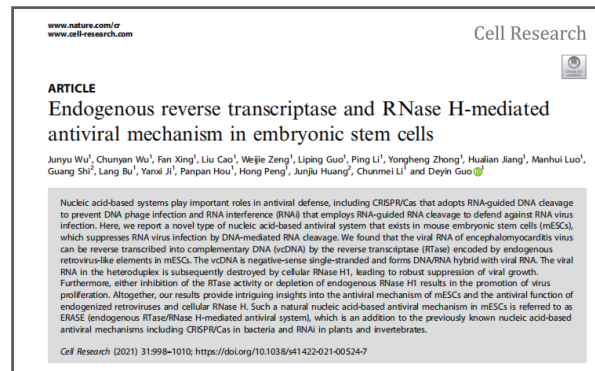 www.nature.com/cr
www.cell-research.com
Cell Research
Check for updates
ARTICLE
Endogenous reverse transcriptase and RNase H-mediated
antiviral mechanism in embryonic stem cells
Junyu Wu1, Chunyan Wu1, Fan Xing1, Liu Cao1, Weijie Zeng1, Liping Guo1, Ping Li1, Yongheng Zhong1, Hualian Jiang1, Manhui Luo1,
Guang Shi2, Lang Bu1, Yanxi Ji1, Panpan Hou1, Hong Peng1, Junjiu Huang2, Chunmei Li1 and Deyin Guo1
Nucleic acid-based systems play important roles in antiviral defense, including CRISPR/Cas that adopts RNA-guided DNA cleavage
to prevent DNA phage infection and RNA interference (RNAi) that employs RNA-guided RNA cleavage to defend against RNA virus
infection. Here, we report a novel type of nucleic acid-based antiviral system that exists in mouse embryonic stem cells (mESCs),
which suppresses RNA virus infection by DNA-mediated RNA cleavage. We found that the viral RNA of encephalomyocarditis virus
can be reverse transcribed into complementary DNA (vcDNA) by the reverse transcriptase (RTase) encoded by endogenous
retrovirus-like elements in mESCs. The vcDNA is negative-sense single-stranded and forms DNA/RNA hybrid with viral RNA. The viral
RNA in the heteroduplex is subsequently destroyed by cellular RNase H1, leading to robust suppression of viral growth.
Furthermore, either inhibition of the RTase activity or depletion of endogenous RNase H1 results in the promotion of virus
proliferation. Altogether, our results provide intriguing insights into the antiviral mechanism of mESCs and the antiviral function of
endogenized retroviruses and cellular RNase H. Such a natural nucleic acid-based antiviral mechanism in mESCs is referred to as
ERASE (endogenous RTase/RNase H-mediated antiviral system), which is an addition to the previously known nucleic acid-based
antiviral mechanisms including CRISPR/Cas in bacteria and RNAi in plants and invertebrates.
Cell Research (2021) 31:998–1010; https://doi.org/10.1038/s41422-021-00524-7